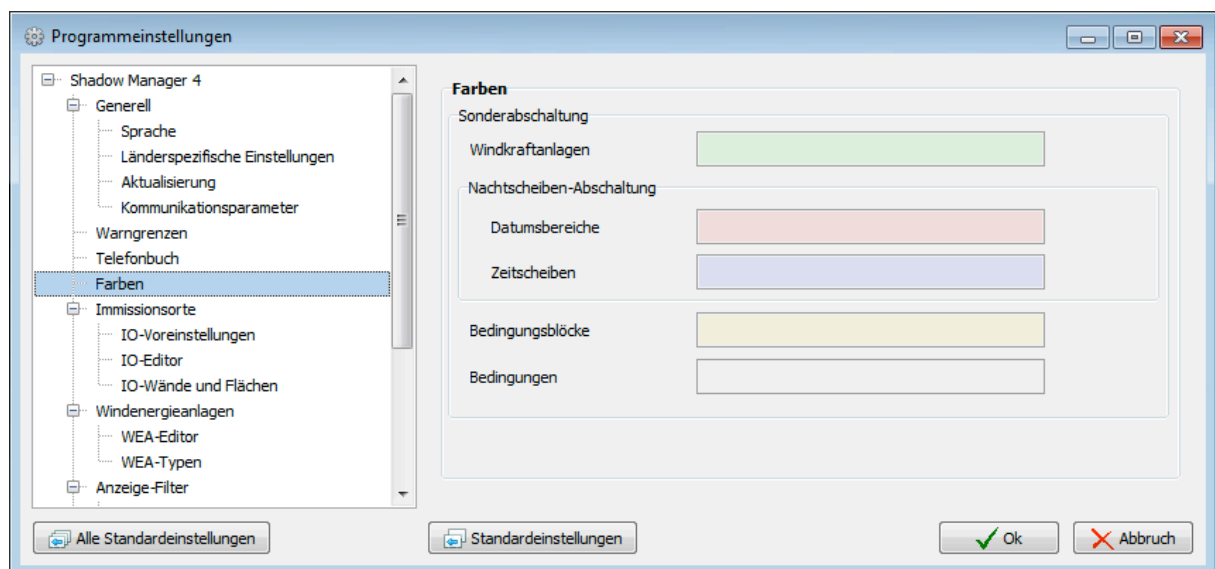 Programmeinstellungen
Shadow Manager 4
Generell
Sprache
Länderspezifische Einstellungen
Aktualisierung
Kommunikationsparameter
Warngrenzen
Telefonbuch
Farben
Immissionsorte
IO-Voreinstellungen
IO-Editor
IO-Wände und Flächen
Windenergieanlagen
WEA-Editor
WEA-Typen
Anzeige-Filter
Farben
Sonderabschaltung
Windkraftanlagen
Nachtscheiben-Abschaltung
Datumsbereiche
Zeitscheiben
Bedingungsblöcke
Bedingungen
Alle Standardeinstellungen
Standardeinstellungen
Ok
Abbruch